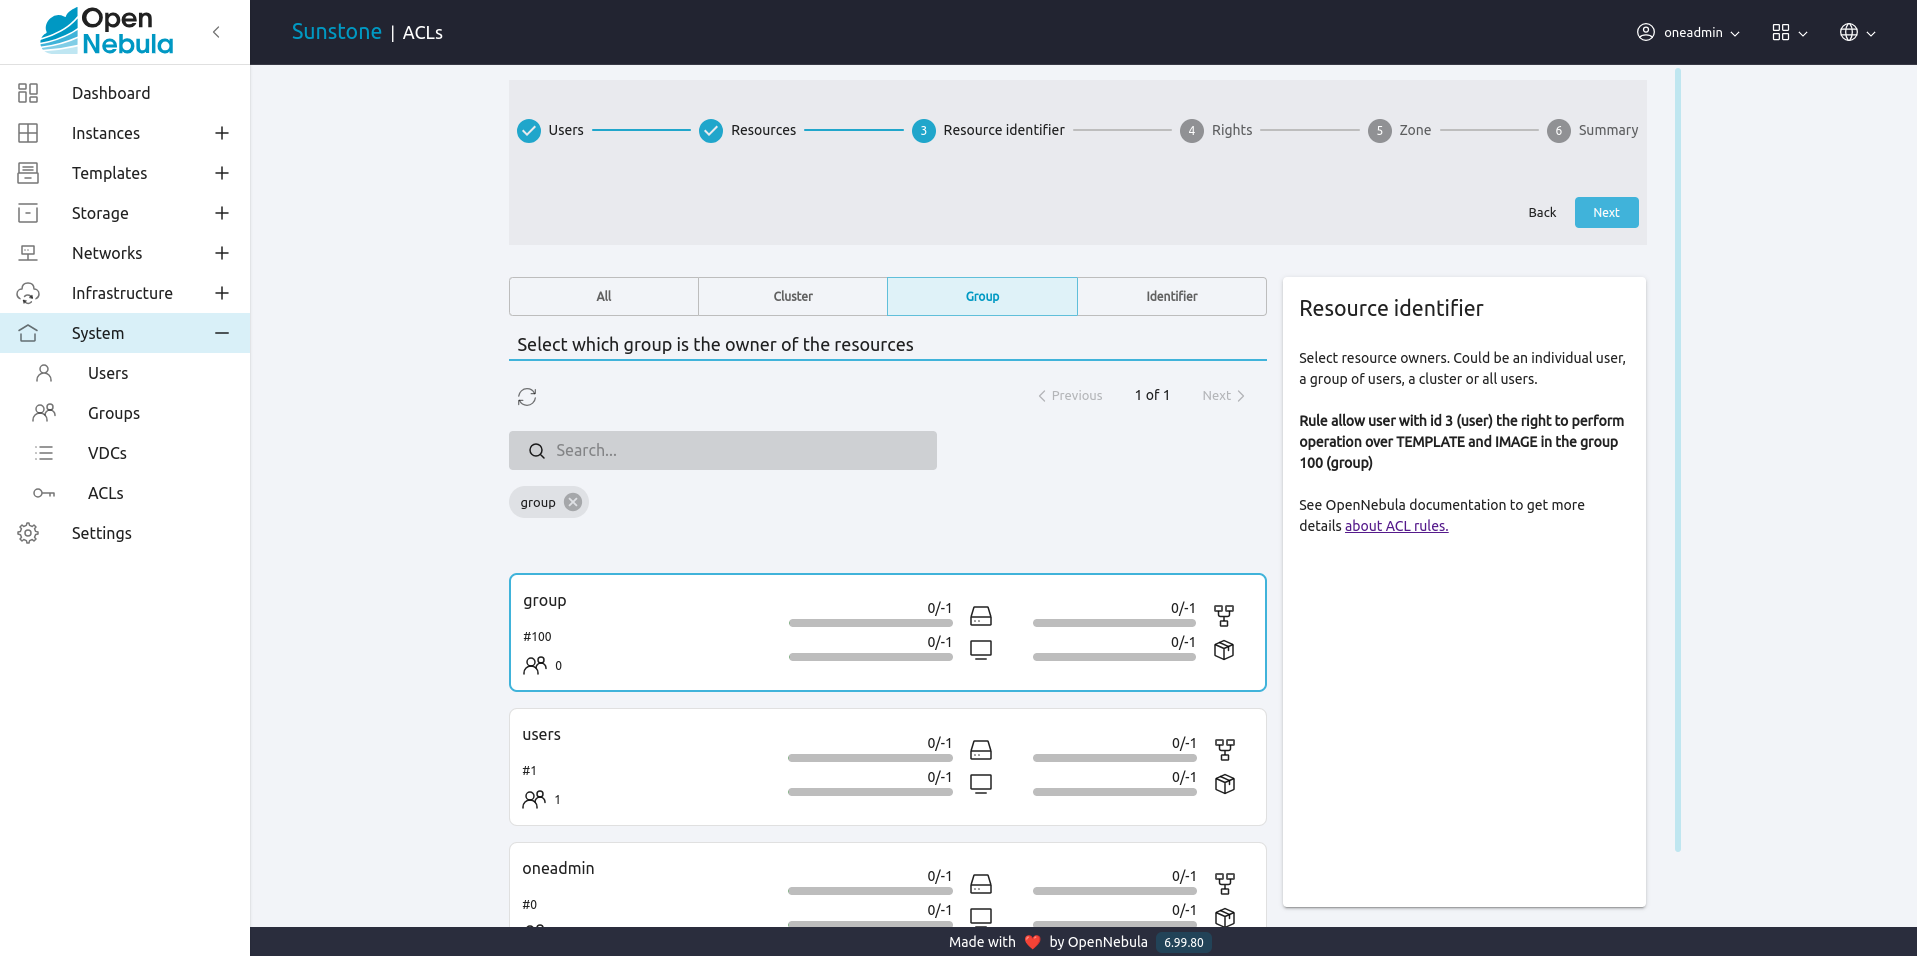 Open
Nebula
Sunstone | ACLs
oneadmin
Dashboard
Instances
Templates
Storage
Networks
Infrastructure
System
Users
Groups
VDCs
ACLs
Settings
Users
Resources
3 Resource identifier
4 Rights
5 Zone
6 Summary
Back
Next
All
Cluster
Group
Identifier
Select which group is the owner of the resources
Previous
1 of 1
Next
Search...
group
group
#100
0
0/-1
0/-1
0/-1
0/-1
users
#1
1
0/-1
0/-1
0/-1
0/-1
oneadmin
#0
0/-1
0/-1
0/-1
0/-1
Resource identifier
Select resource owners. Could be an individual user,
a group of users, a cluster or all users.
Rule allow user with id 3 (user) the right to perform
operation over TEMPLATE and IMAGE in the group
100 (group)
See OpenNebula documentation to get more
details about ACL rules.
Made with ❤️ by OpenNebula 6.99.80